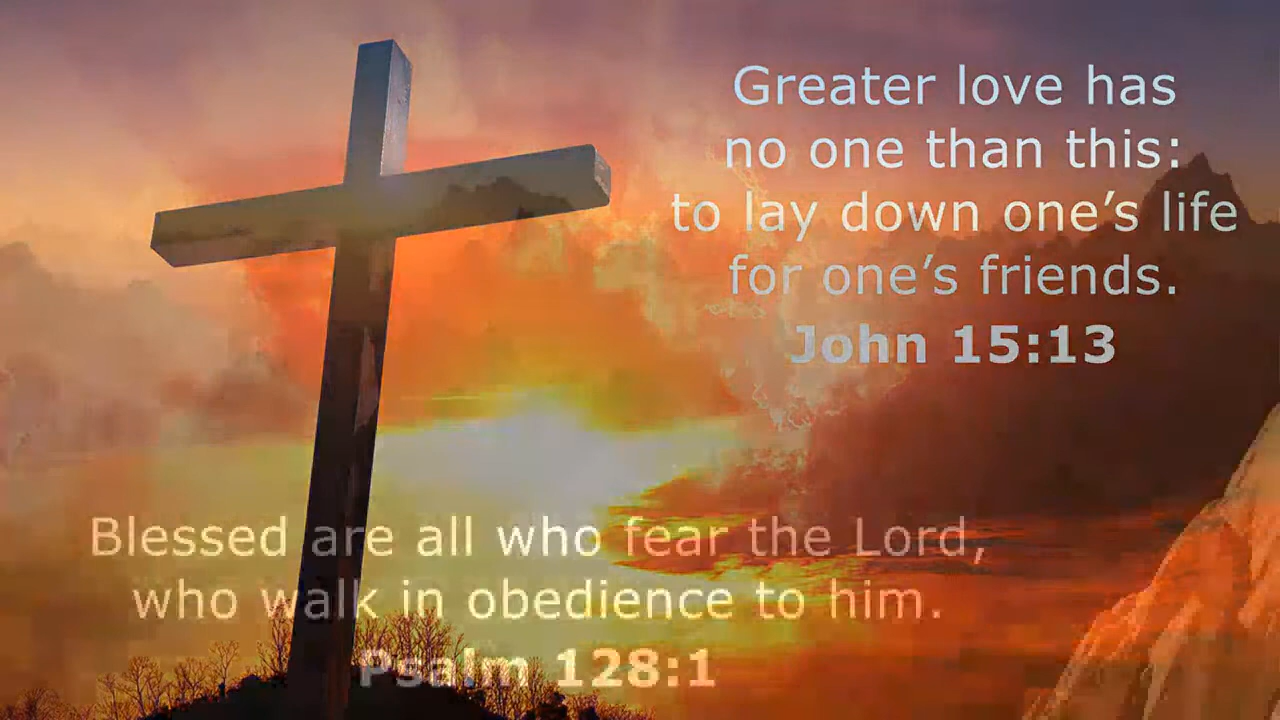 Greater love has
no one than this:
to lay down one’s life
for one’s friends.
John 15:13
Blessed are all who fear the Lord,
who walk in obedience to him.
Psalm 128:1